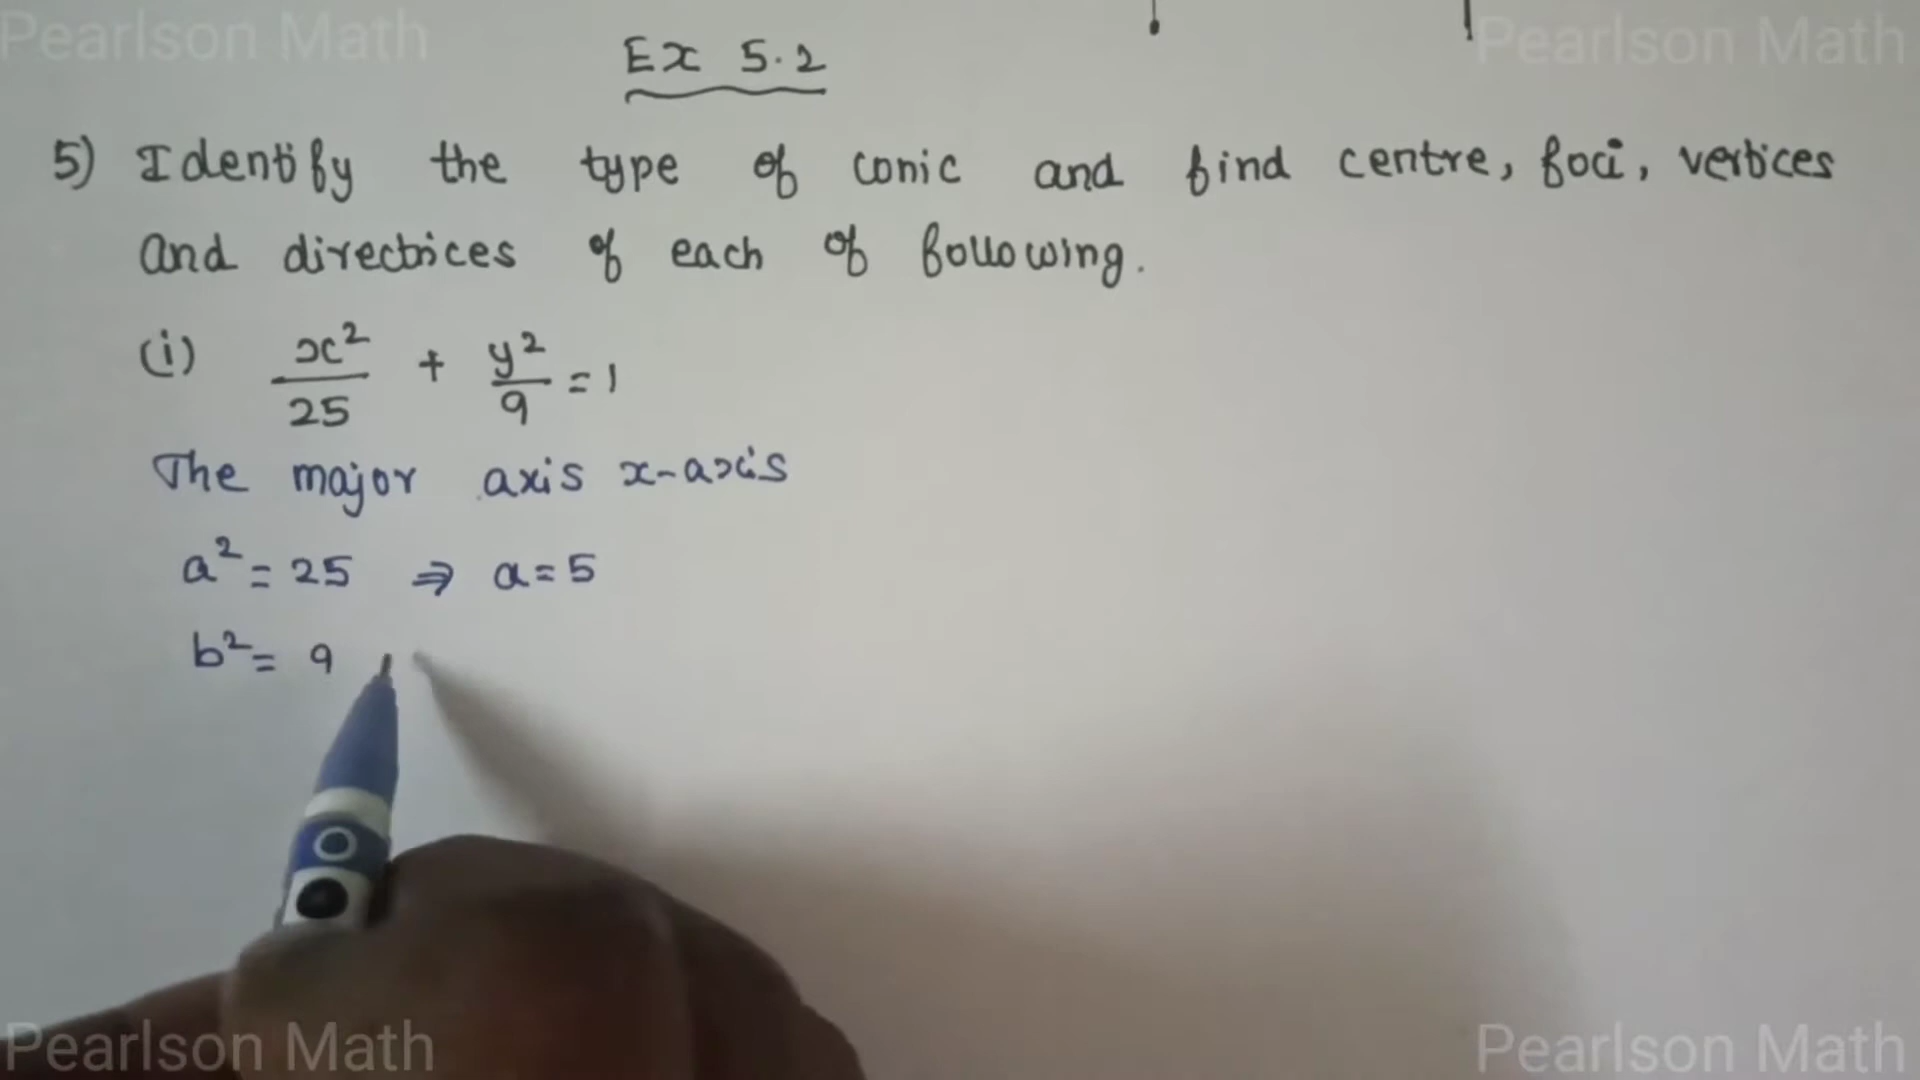 Pearlson Math
Pearlson Math
Ex 5.2
5) Identify the type of conic and find centre, foci, vertices
and directrices of each of following.
(i) x²/25 + y²/9 = 1
The major axis x-axis
a² = 25 ⇒ a = 5
b² = 9
Pearlson Math
Pearlson Math